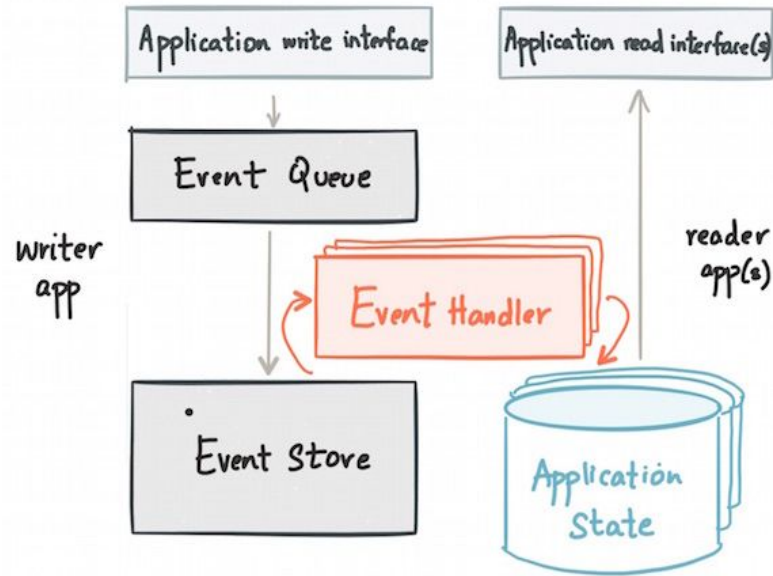 Application write interface
Application read interface(s)
Event Queue
writer
app
reader
app(s)
Event Handler
Event Store
Application
State